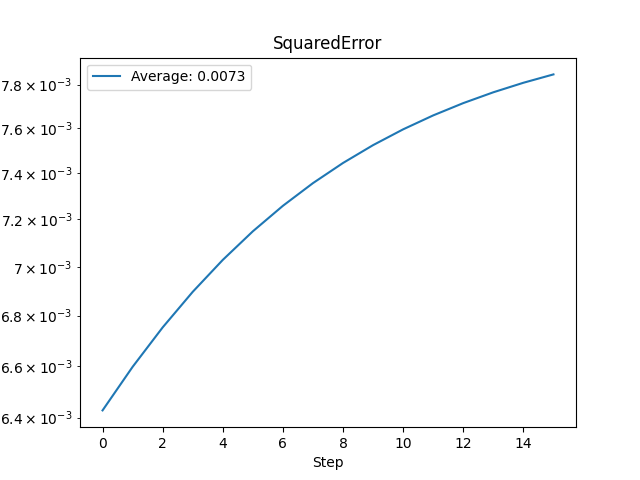 SquaredError
Average: 0.0073
7.8 × 10⁻³
7.6 × 10⁻³
7.4 × 10⁻³
7.2 × 10⁻³
7 × 10⁻³
6.8 × 10⁻³
6.6 × 10⁻³
6.4 × 10⁻³
0 2 4 6 8 10 12 14
Step